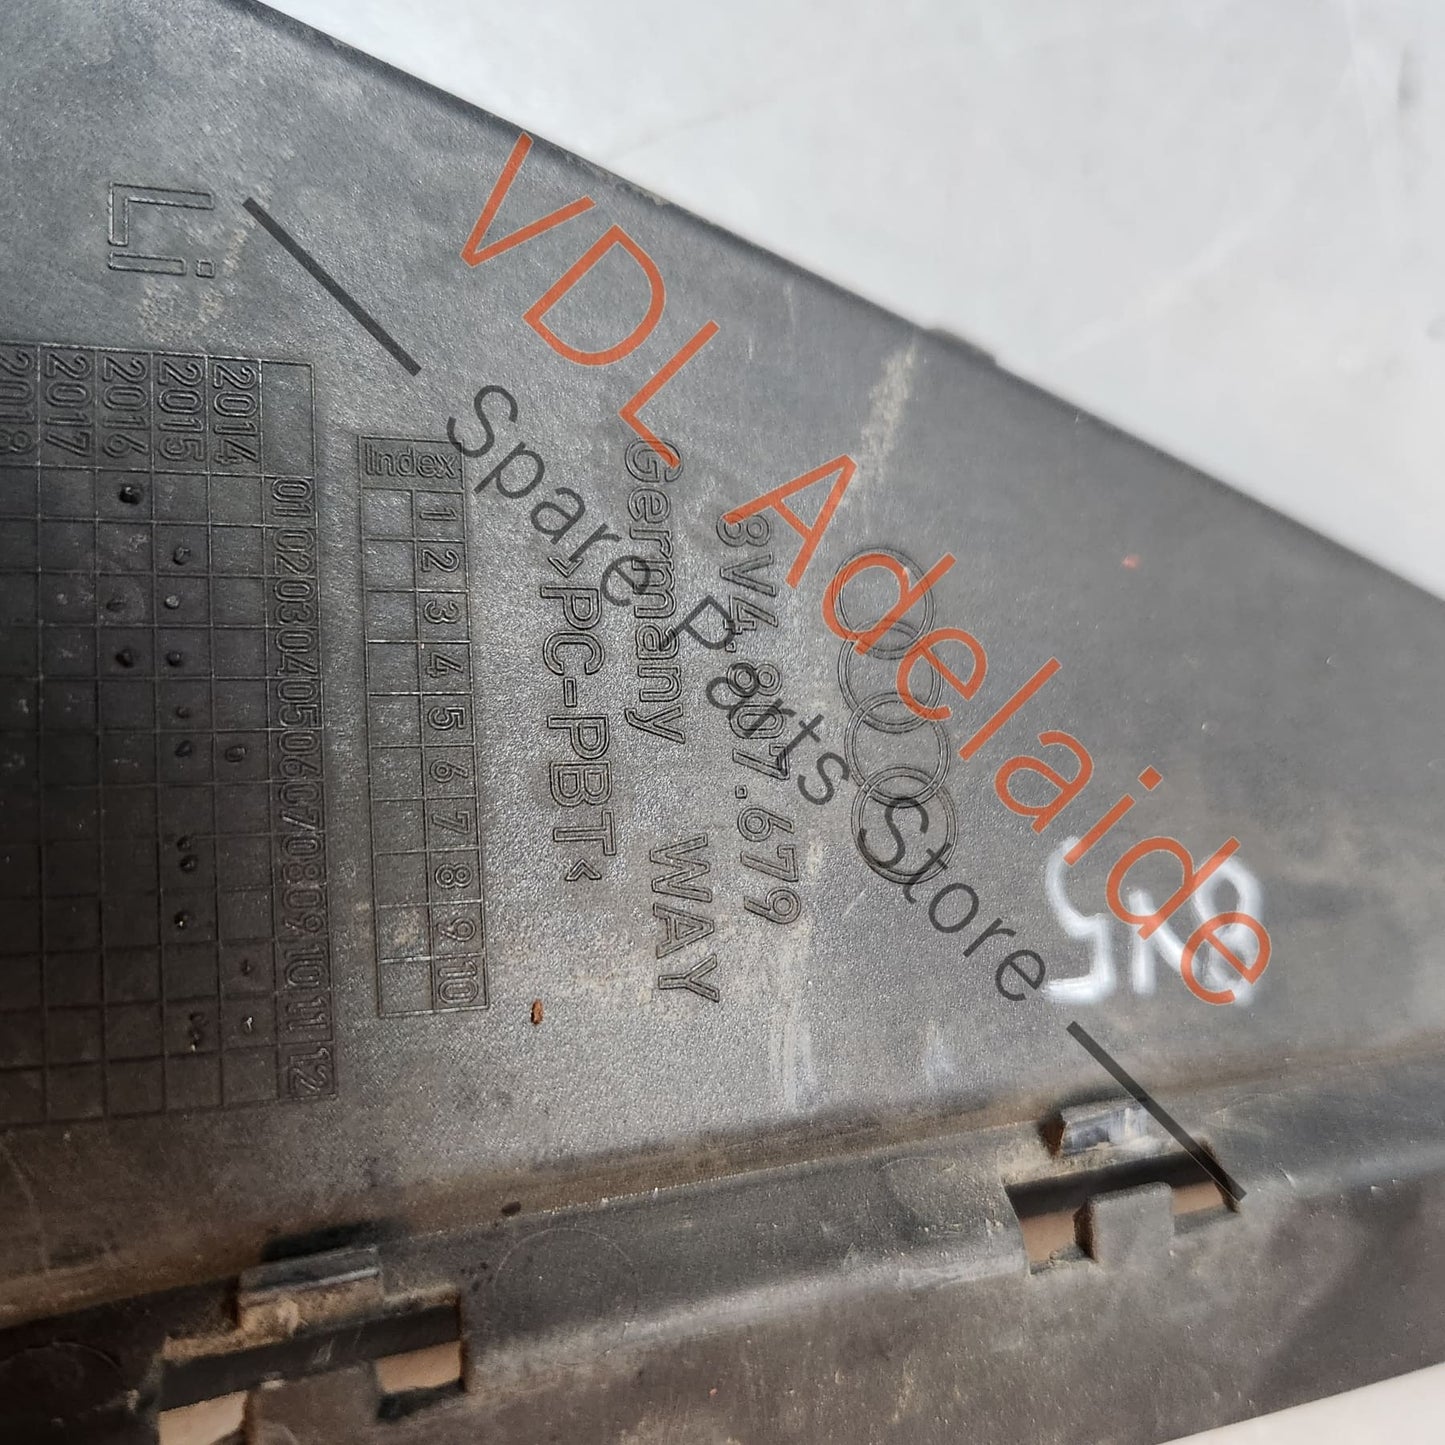 VDL Adelaide
Spare Parts Store
8V4.807.679
Germany WAY
>PC-PBT<
Index 1 2 3 4 5 6 7 8 9 10
01 02 03 04 05 06 07 08 09 10 11 12
2014
2015
2016
2017
2018
Li